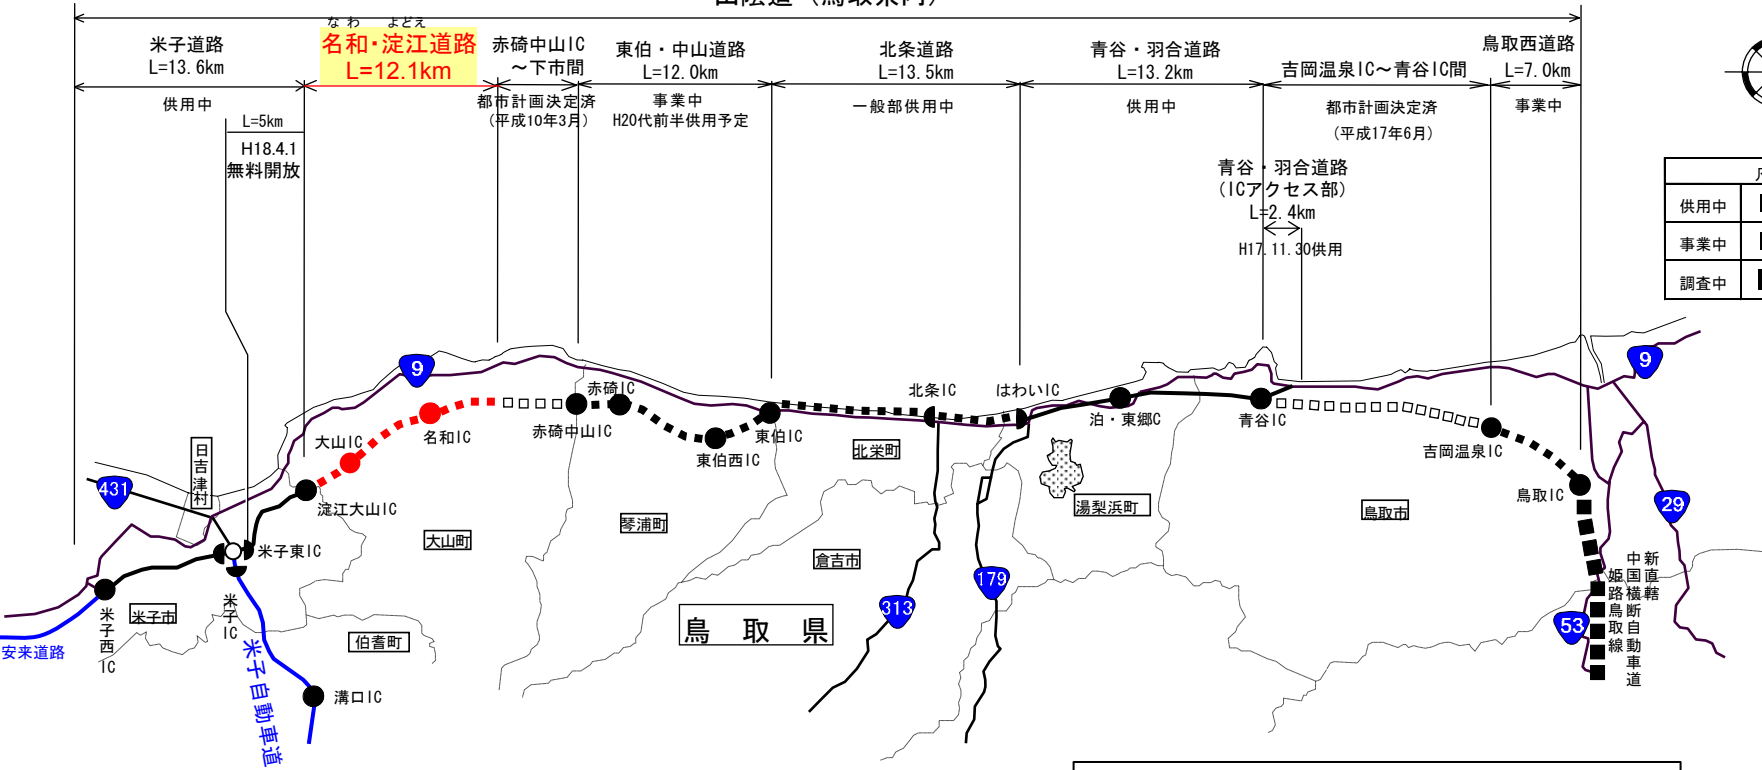 米子道路
L=13.6km
供用中
L=5km
H18.4.1
無料開放
な わ よどえ
名和・淀江道路
L=12.1km
赤碕中山IC
～下市間
都市計画決定済
(平成10年3月)
東伯・中山道路
L=12.0km
事業中
H20代前半供用予定
北条道路
L=13.5km
一般部供用中
青谷・羽合道路
L=13.2km
供用中
吉岡温泉IC～青谷IC間
都市計画決定済
(平成17年6月)
鳥取西道路
L=7.0km
事業中
青谷・羽合道路
(ICアクセス部)
L=2.4km
H17.11.30供用
供用中
事業中
調査中
9
9
431
日吉津村
大山IC
名和IC
淀江大山IC
米子東IC
米子IC
米子西IC
米子市
安来道路
米子自動車道
溝口IC
伯耆町
大山町
赤碕IC
赤碕中山IC
東伯西IC
東伯IC
琴浦町
倉吉市
北栄町
北条IC
はわいIC
313
179
鳥取県
泊・東郷IC
湯梨浜町
青谷IC
鳥取市
吉岡温泉IC
鳥取IC
29
53
新直轄
中国横断自動車道
姫路鳥取線